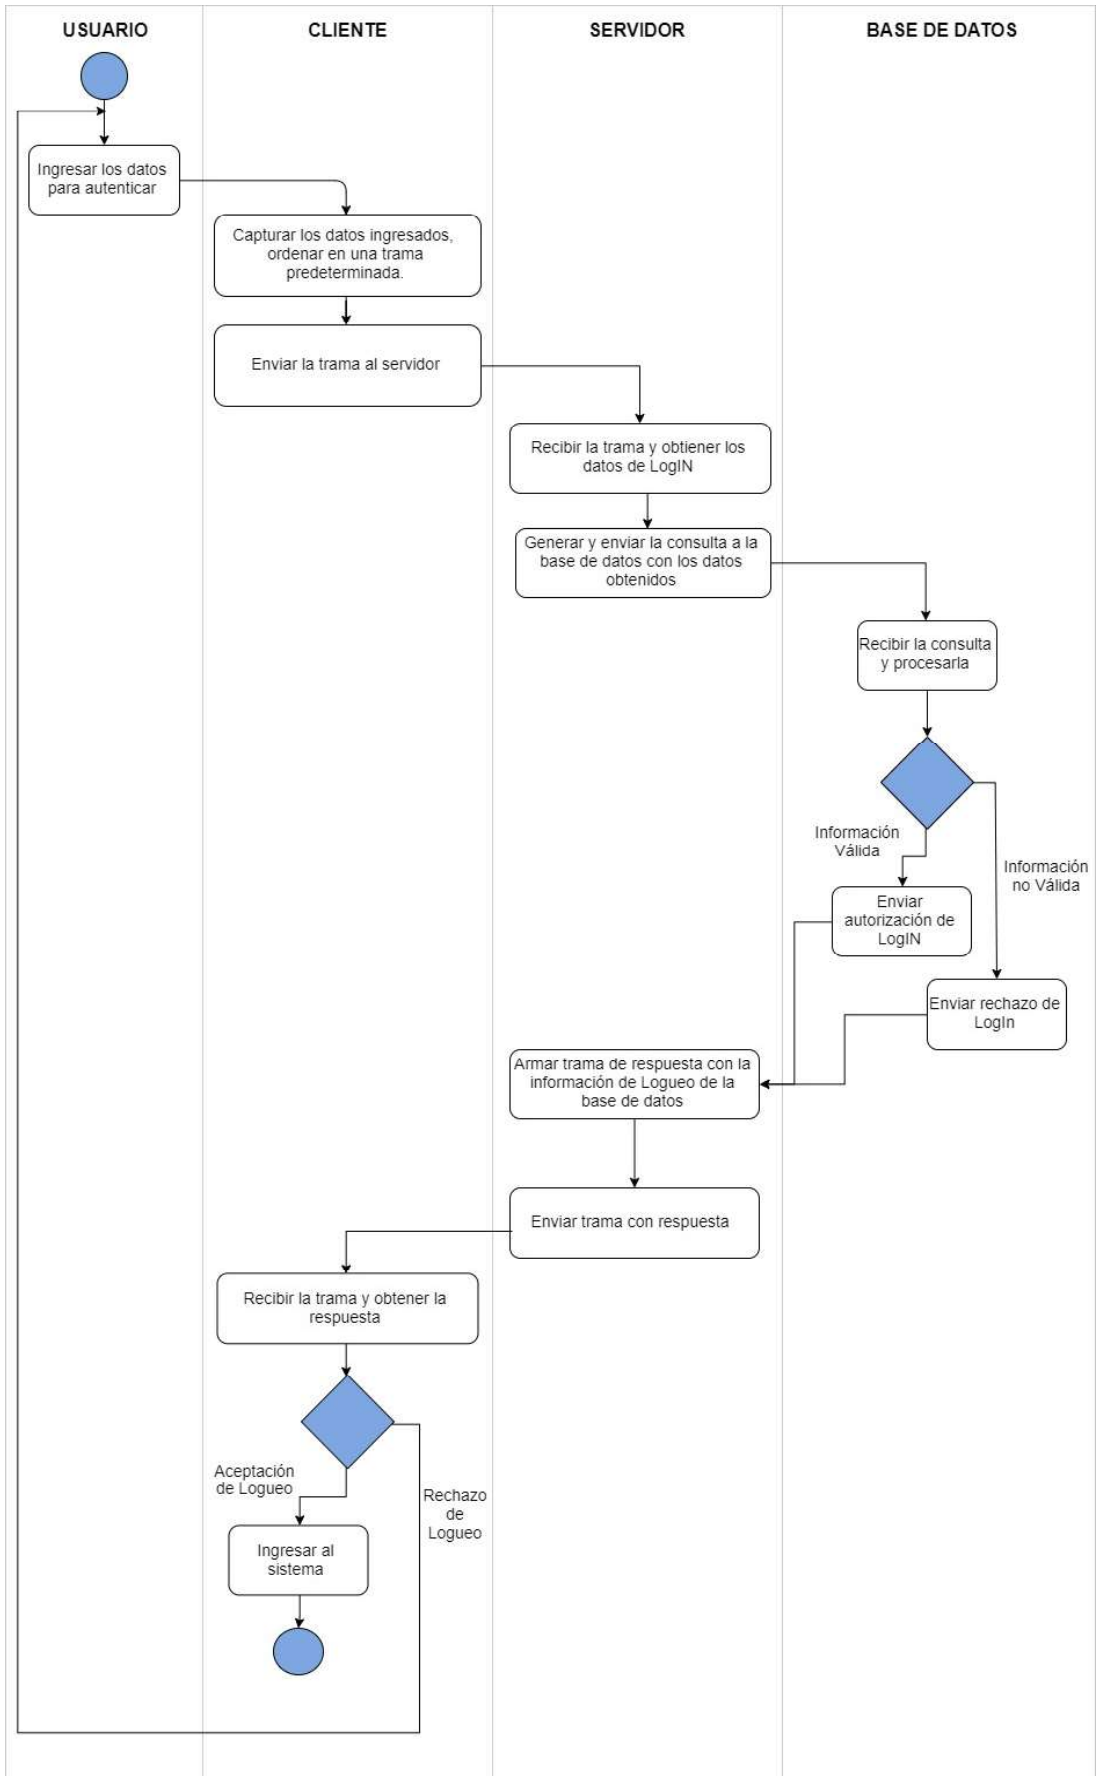 USUARIO
CLIENTE
SERVIDOR
BASE DE DATOS
Ingresar los datos
para autenticar
Capturar los datos ingresados,
ordenar en una trama
predeterminada.
Enviar la trama al servidor
Recibir la trama y obtiener los
datos de LogIN
Generar y enviar la consulta a la
base de datos con los datos
obtenidos
Recibir la consulta
y procesarla
Información
Válida
Información
no Válida
Enviar
autorización de
LogIN
Enviar rechazo de
LogIn
Armar trama de respuesta con la
información de Logueo de la
base de datos
Enviar trama con respuesta
Recibir la trama y obtener la
respuesta
Aceptación
de Logueo
Rechazo
de
Logueo
Ingresar al
sistema